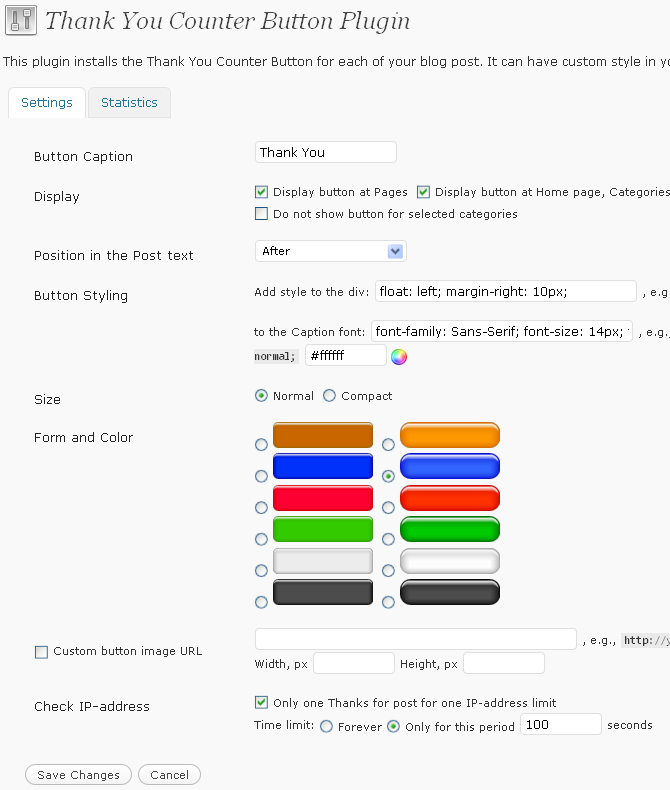 Thank You Counter Button Plugin
This plugin installs the Thank You Counter Button for each of your blog post. It can have custom style in
Settings Statistics
Button Caption Thank You
Display Display button at Pages Display button at Home page, Categories
Do not show button for selected categories
Position in the Post text After
Button Styling Add style to the div: float: left; margin-right: 10px; , e.g
to the Caption font: font-family: Sans-Serif; font-size: 14px; , e.g.,
normal; #ffffff
Size Normal Compact
Form and Color
Custom button image URL , e.g., http://
Width, px Height, px
Check IP-address Only one Thanks for post for one IP-address limit
Time limit: Forever Only for this period 100 seconds
Save Changes Cancel